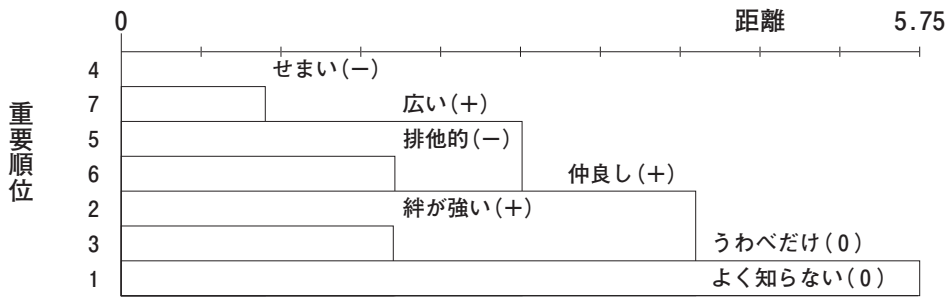 0 距離 5.75
重要順位
4 せまい(－)
7 広い(＋)
5 排他的(－)
6 仲良し(＋)
2 絆が強い(＋)
3 うわべだけ(0)
1 よく知らない(0)